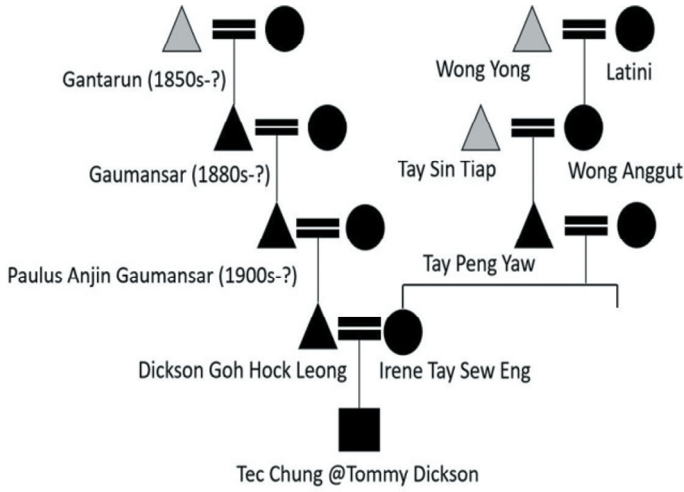 Wong Yong
Latini
Gantarun (1850s-?)
Tay Sin Tiap
Wong Anggut
Gaumansar (1880s-?)
Tay Peng Yaw
Paulus Anjin Gaumansar (1900s-?)
Dickson Goh Hock Leong
Irene Tay Sew Eng
Tec Chung @Tommy Dickson